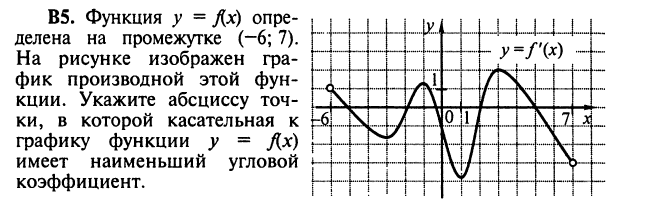 B5. Функция y = f(x) опре-
делена на промежутке (−6; 7).
На рисунке изображен гра-
фик производной этой фун-
кции. Укажите абсциссу точ-
ки, в которой касательная к
графику функции y = f(x)
имеет наименьший угловой
коэффициент.
y
y = f'(x)
1
−6
0
1
7
x